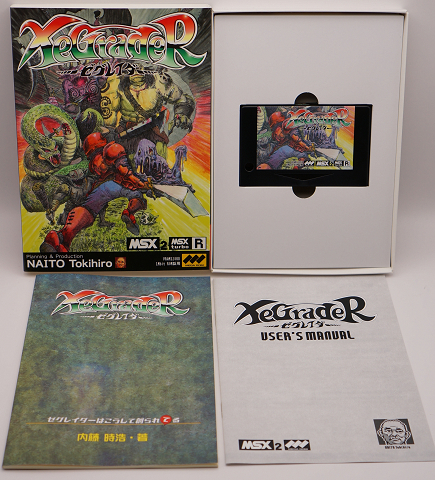 XeGradeR
ゼグレイダー
MSX2 MSX turbo R
Planning & Production
NAITO Tokihiro
XeGradeR
ゼグレイダー
MSX2
XeGradeR
ゼグレイダー
ゼグレイダーはこうして創られてる
内藤 時浩・著
XeGradeR
ゼグレイダー
USER'S MANUAL
MSX2
NAITO Tokihiro